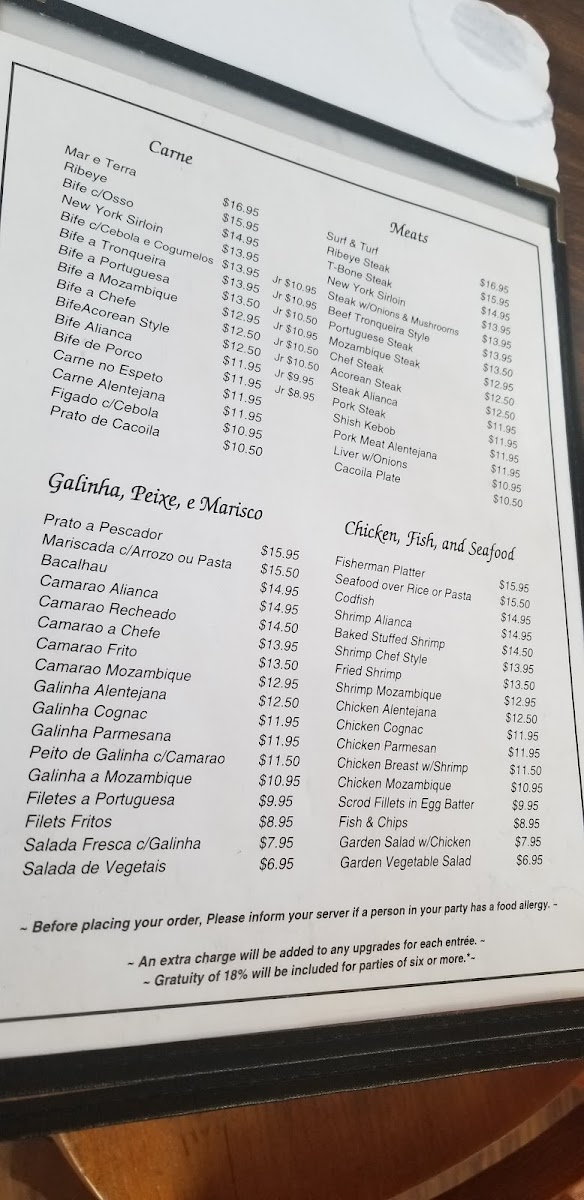 Carne
Mar e Terra $16.95
Ribeye $15.95
Bife c/Osso $14.95
New York Sirloin $13.95
Bife c/Cebola e Cogumelos $13.95 Jr $10.95
Bife a Tronqueira $13.95 Jr $10.95
Bife a Portuguesa $13.50 Jr $10.50
Bife a Mozambique $12.95 Jr $10.95
Bife a Chefe $12.50 Jr $10.50
BifeAcorean Style $12.50 Jr $10.50
Bife Alianca $11.95 Jr $9.95
Bife de Porco $11.95 Jr $8.95
Carne no Espeto $11.95
Carne Alentejana $11.95
Figado c/Cebola $10.95
Prato de Cacoila $10.50
Meats
Surf & Turf $16.95
Ribeye Steak $15.95
T-Bone Steak $14.95
New York Sirloin $13.95
Steak w/Onions & Mushrooms $13.95
Beef Tronqueira Style $13.95
Portuguese Steak $13.50
Mozambique Steak $12.95
Chef Steak $12.50
Acorean Steak $12.50
Steak Alianca $11.95
Pork Steak $11.95
Shish Kebob $11.95
Pork Meat Alentejana $11.95
Liver w/Onions $10.95
Cacoila Plate $10.50
Galinha, Peixe, e Marisco
Prato a Pescador $15.95
Mariscada c/Arrozo ou Pasta $15.50
Bacalhau $14.95
Camarao Alianca $14.95
Camarao Recheado $14.50
Camarao a Chefe $13.95
Camarao Frito $13.50
Camarao Mozambique $12.95
Galinha Alentejana $12.50
Galinha Cognac $11.95
Galinha Parmesana $11.95
Peito de Galinha c/Camarao $11.50
Galinha a Mozambique $10.95
Filetes a Portuguesa $9.95
Filets Fritos $8.95
Salada Fresca c/Galinha $7.95
Salada de Vegetais $6.95
Chicken, Fish, and Seafood
Fisherman Platter $15.95
Seafood over Rice or Pasta $15.50
Codfish $14.95
Shrimp Alianca $14.95
Baked Stuffed Shrimp $14.50
Shrimp Chef Style $13.95
Fried Shrimp $13.50
Shrimp Mozambique $12.95
Chicken Alentejana $12.50
Chicken Cognac $11.95
Chicken Parmesan $11.95
Chicken Breast w/Shrimp $11.50
Chicken Mozambique $10.95
Scrod Fillets in Egg Batter $9.95
Fish & Chips $8.95
Garden Salad w/Chicken $7.95
Garden Vegetable Salad $6.95
~ Before placing your order, Please inform your server if a person in your party has a food allergy. ~
~ An extra charge will be added to any upgrades for each entrée. ~
~ Gratuity of 18% will be included for parties of six or more.*~